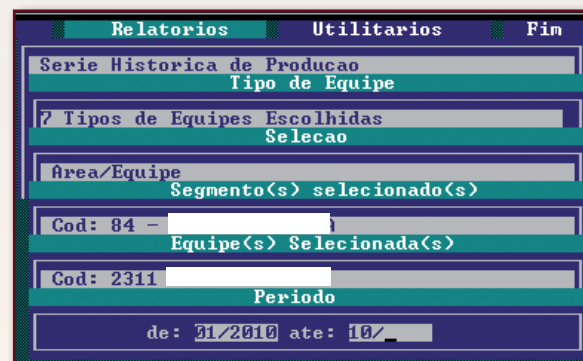 Relatorios Utilitarios Fim
Serie Historica de Producao
Tipo de Equipe
7 Tipos de Equipes Escolhidas
Selecao
Area/Equipe
Segmento(s) selecionado(s)
Cod: 84 -
Equipe(s) Selecionada(s)
Cod: 2311
Periodo
de: 01/2010 ate: 10/_